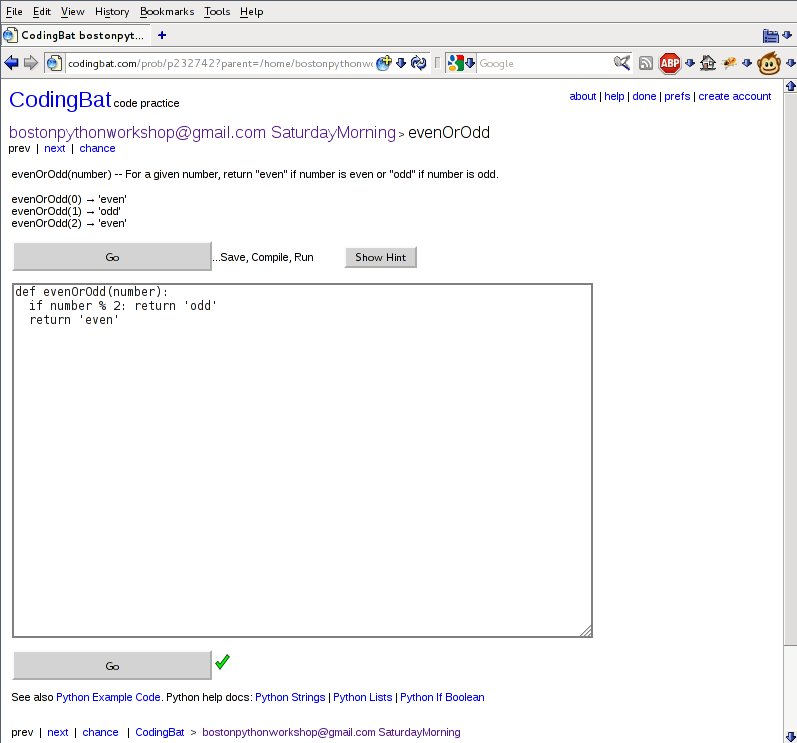 File Edit View History Bookmarks Tools Help
CodingBat bostonpyt...
codingbat.com/prob/p232742?parent=/home/bostonpythonw
Google
ABP
CodingBat code practice
about | help | done | prefs | create account
bostonpythonworkshop@gmail.com SaturdayMorning > evenOrOdd
prev | next | chance
evenOrOdd(number) -- For a given number, return "even" if number is even or "odd" if number is odd.
evenOrOdd(0) → 'even'
evenOrOdd(1) → 'odd'
evenOrOdd(2) → 'even'
Go ...Save, Compile, Run Show Hint
def evenOrOdd(number):
  if number % 2: return 'odd'
  return 'even'
Go
See also Python Example Code. Python help docs: Python Strings | Python Lists | Python If Boolean
prev | next | chance | CodingBat > bostonpythonworkshop@gmail.com SaturdayMorning